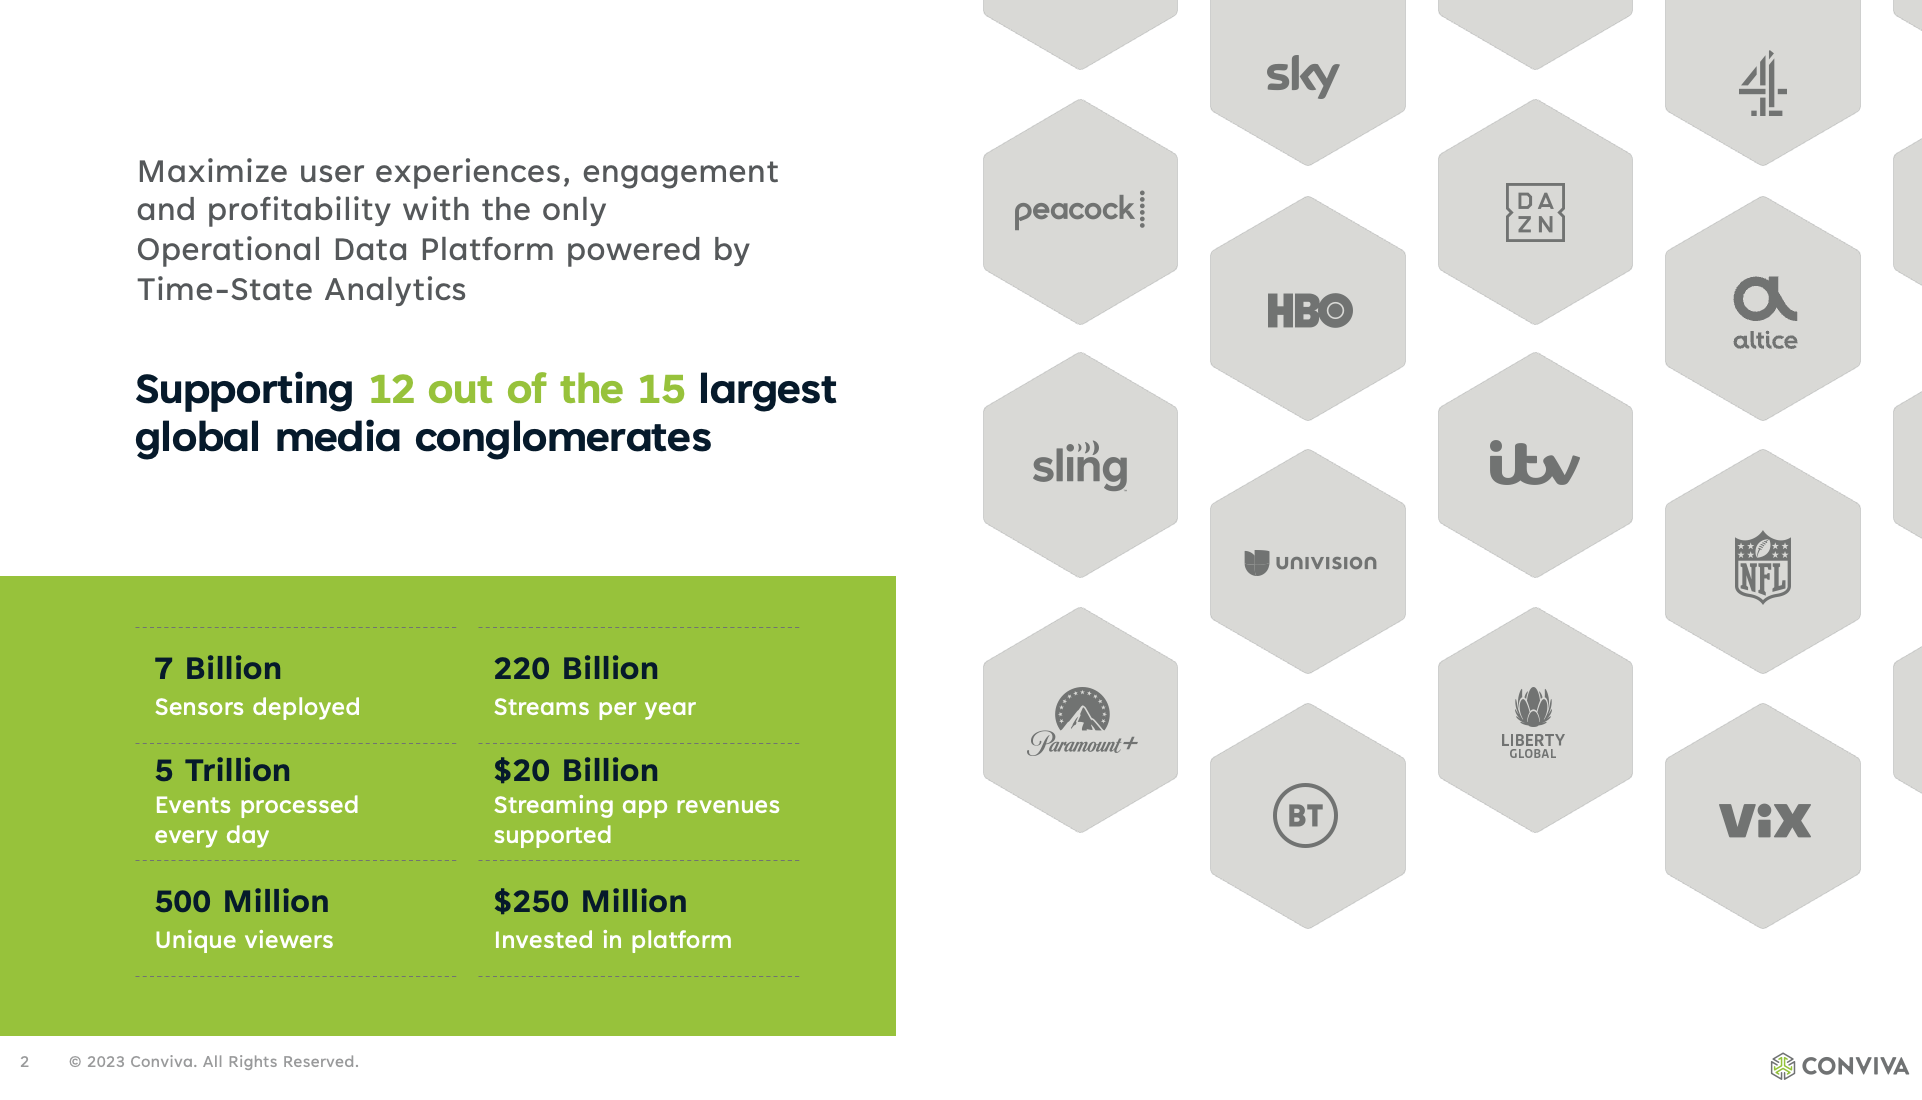 Maximize user experiences, engagement
and profitability with the only
Operational Data Platform powered by
Time-State Analytics
Supporting 12 out of the 15 largest
global media conglomerates
7 Billion
Sensors deployed
220 Billion
Streams per year
5 Trillion
Events processed
every day
$20 Billion
Streaming app revenues
supported
500 Million
Unique viewers
$250 Million
Invested in platform
sky
4
peacock
DA
ZN
HBO
altice
sling
itv
UNIVISION
NFL
Paramount+
LIBERTY
GLOBAL
BT
ViX
2
© 2023 Conviva. All Rights Reserved.
CONVIVA